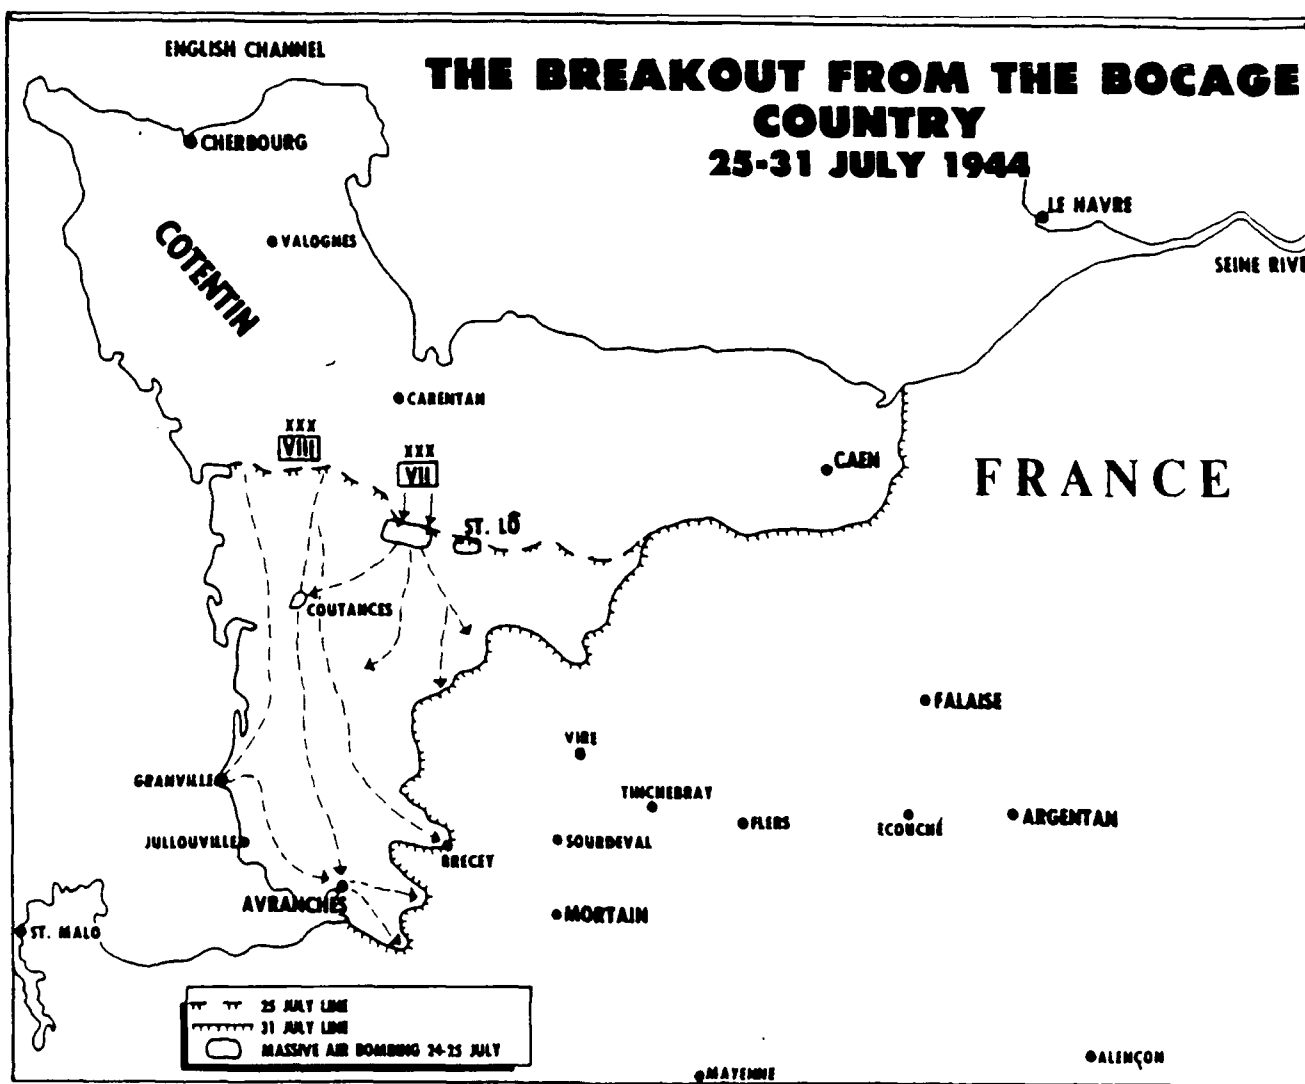 ENGLISH CHANNEL
THE BREAKOUT FROM THE BOCAGE
COUNTRY
25-31 JULY 1944
CHERBOURG
LE HAVRE
VALOGNES
COTENTIN
SEINE RIVE
CARENTAN
XXX
VIII
XXX
VII
CAEN
FRANCE
ST. LÔ
COUTANCES
FALAISE
VIRE
GRANVILLE
TINCHEBRAY
FLERS
ECOUCHÉ
ARGENTAN
JULLOUVILLE
BRECEY
SOURDEVAL
AVRANCHES
MORTAIN
ST. MALO
25 JULY LINE
31 JULY LINE
MASSIVE AIR BOMBING 24-25 JULY
ALENÇON
MAYENNE